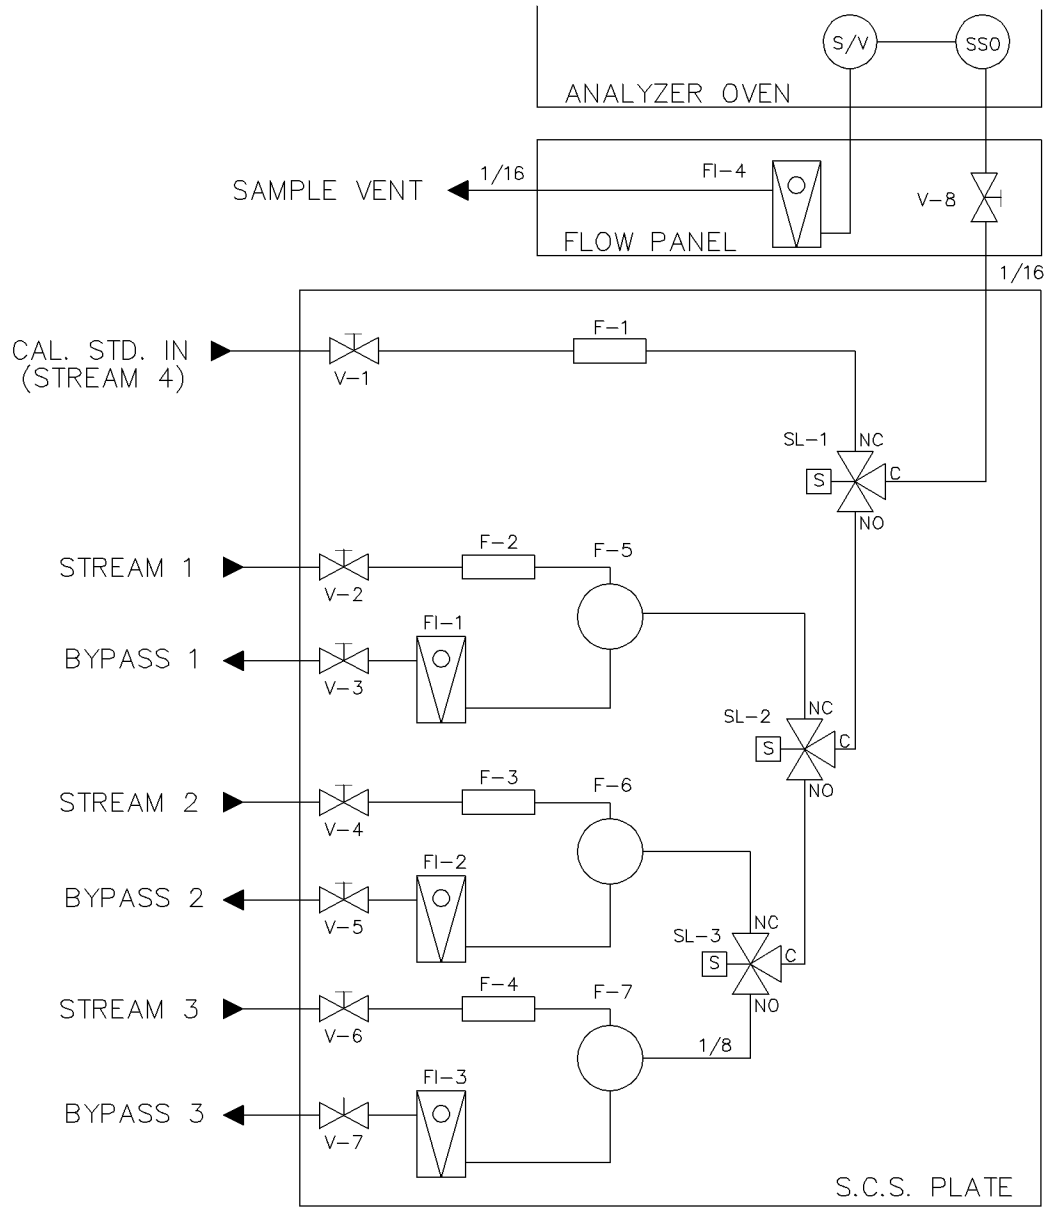 S/V
SSO
ANALYZER OVEN
1/16
FI-4
SAMPLE VENT
V-8
FLOW PANEL
1/16
F-1
CAL. STD. IN
(STREAM 4)
V-1
SL-1
NC
S
C
NO
F-2
F-5
STREAM 1
V-2
FI-1
BYPASS 1
V-3
SL-2
NC
S
C
NO
F-3
F-6
STREAM 2
V-4
FI-2
BYPASS 2
V-5
SL-3
NC
S
C
NO
F-4
F-7
STREAM 3
V-6
1/8
FI-3
BYPASS 3
V-7
S.C.S. PLATE